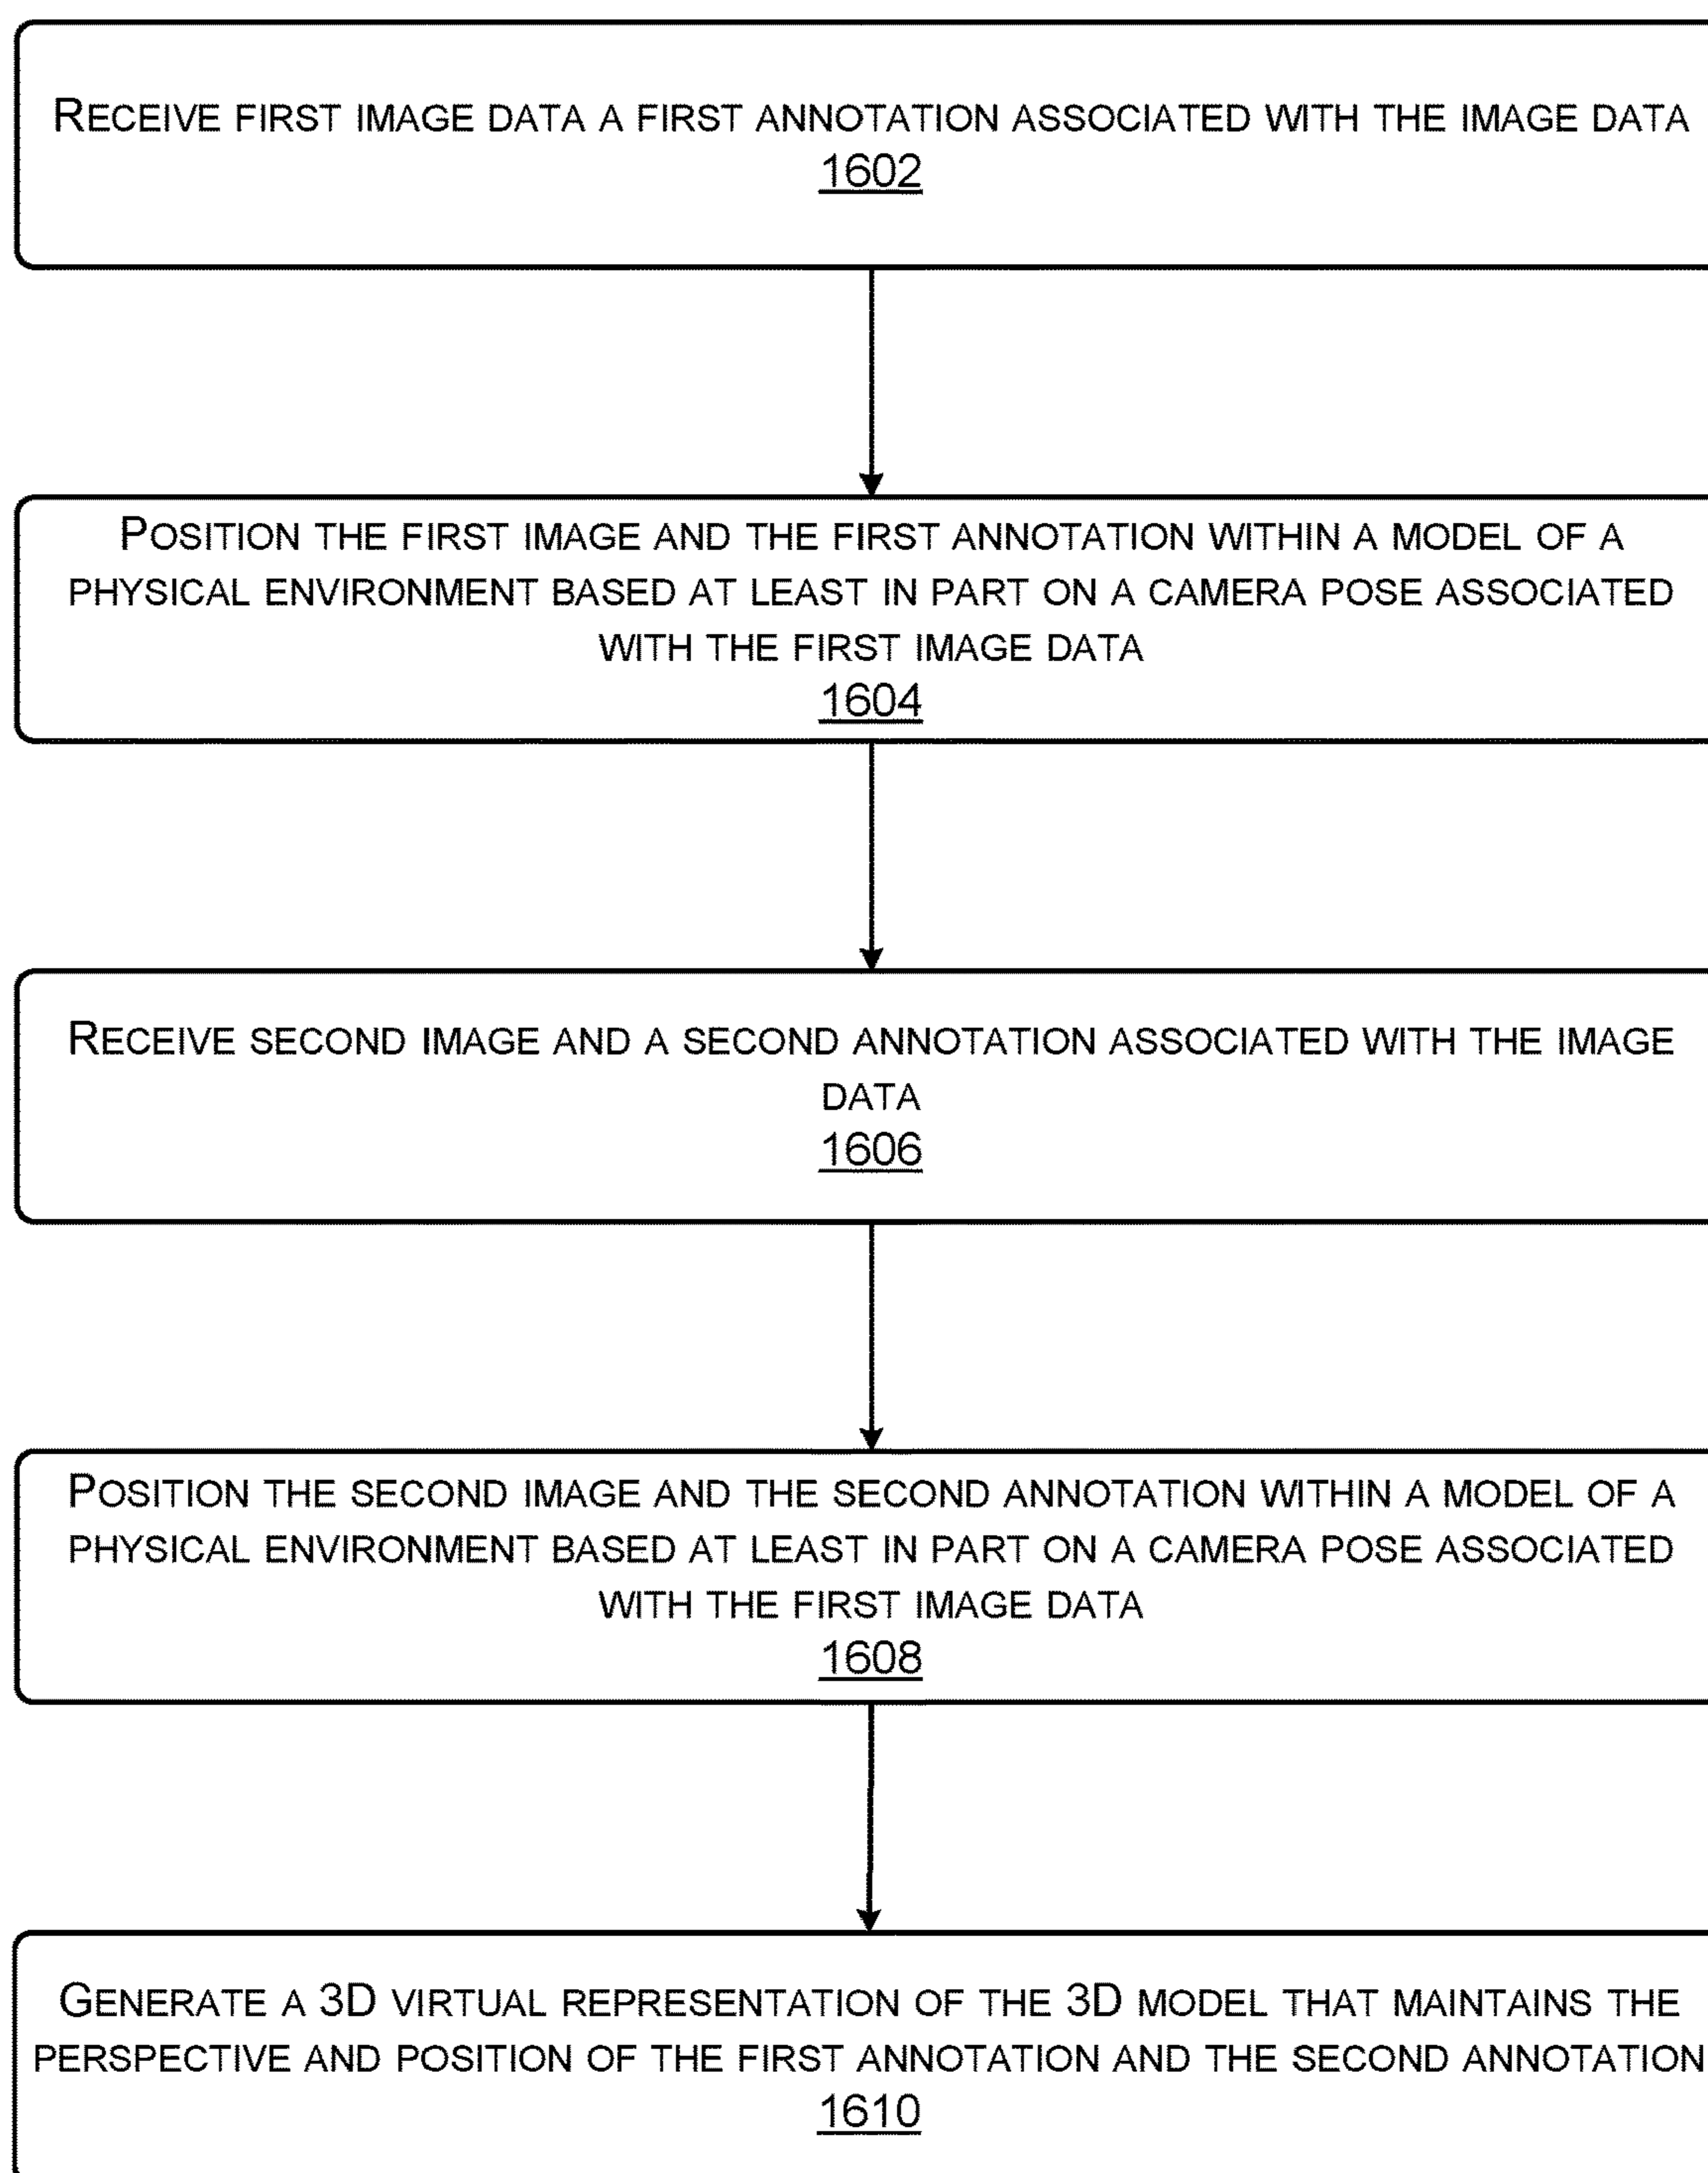 RECEIVE FIRST IMAGE DATA A FIRST ANNOTATION ASSOCIATED WITH THE IMAGE DATA
1602
POSITION THE FIRST IMAGE AND THE FIRST ANNOTATION WITHIN A MODEL OF A
PHYSICAL ENVIRONMENT BASED AT LEAST IN PART ON A CAMERA POSE ASSOCIATED
WITH THE FIRST IMAGE DATA
1604
RECEIVE SECOND IMAGE AND A SECOND ANNOTATION ASSOCIATED WITH THE IMAGE
DATA
1606
POSITION THE SECOND IMAGE AND THE SECOND ANNOTATION WITHIN A MODEL OF A
PHYSICAL ENVIRONMENT BASED AT LEAST IN PART ON A CAMERA POSE ASSOCIATED
WITH THE FIRST IMAGE DATA
1608
GENERATE A 3D VIRTUAL REPRESENTATION OF THE 3D MODEL THAT MAINTAINS THE
PERSPECTIVE AND POSITION OF THE FIRST ANNOTATION AND THE SECOND ANNOTATION
1610